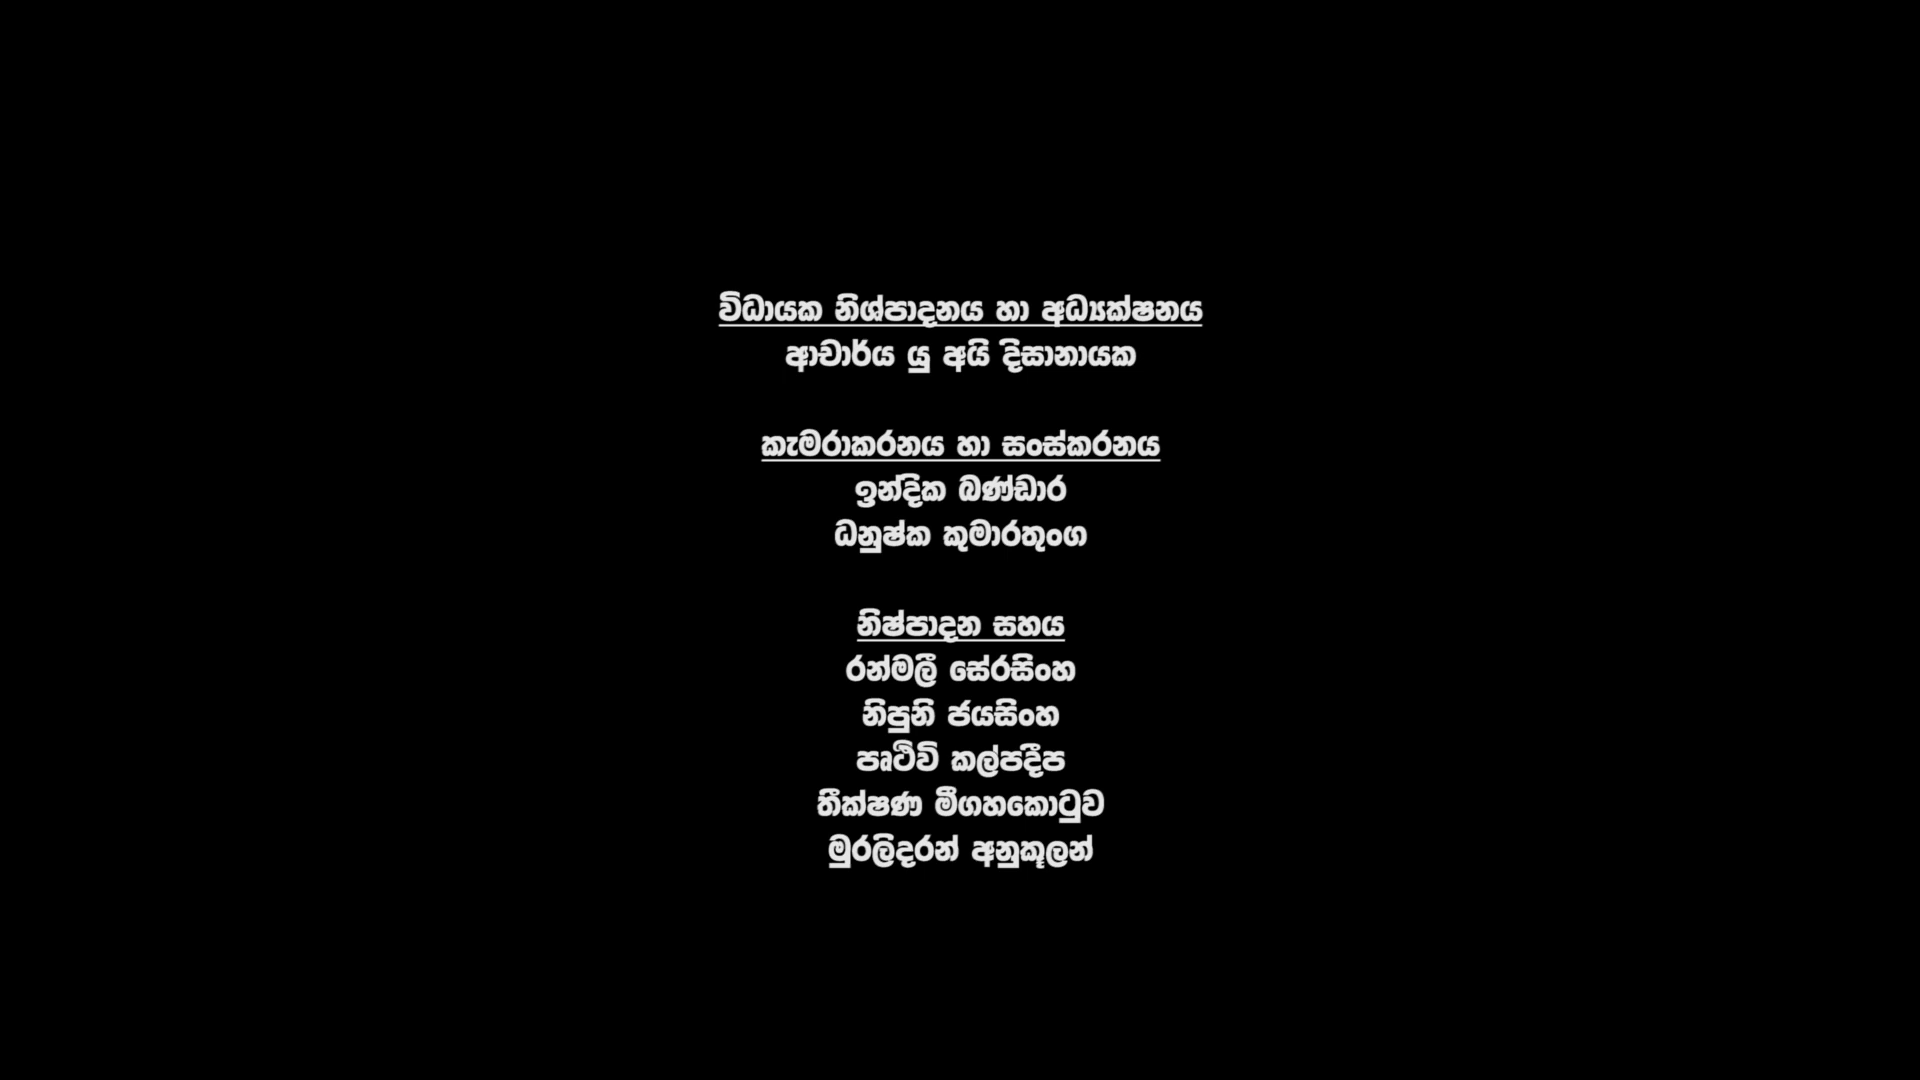 විධායක නිශ්පාදනය හා අධ්‍යක්ෂනය
ආචාර්ය යු අයි දිසානායක
කැමරාකරනය හා සංස්කරනය
ඉන්දික බණ්ඩාර
ධනුෂ්ක කුමාරතුංග
නිෂ්පාදන සහය
රන්මලී සේරසිංහ
නිපුනි ජයසිංහ
පෘථිවි කල්පදීප
තීක්ෂණ මීගහකොටුව
මුරලිදරන් අනුකූලන්